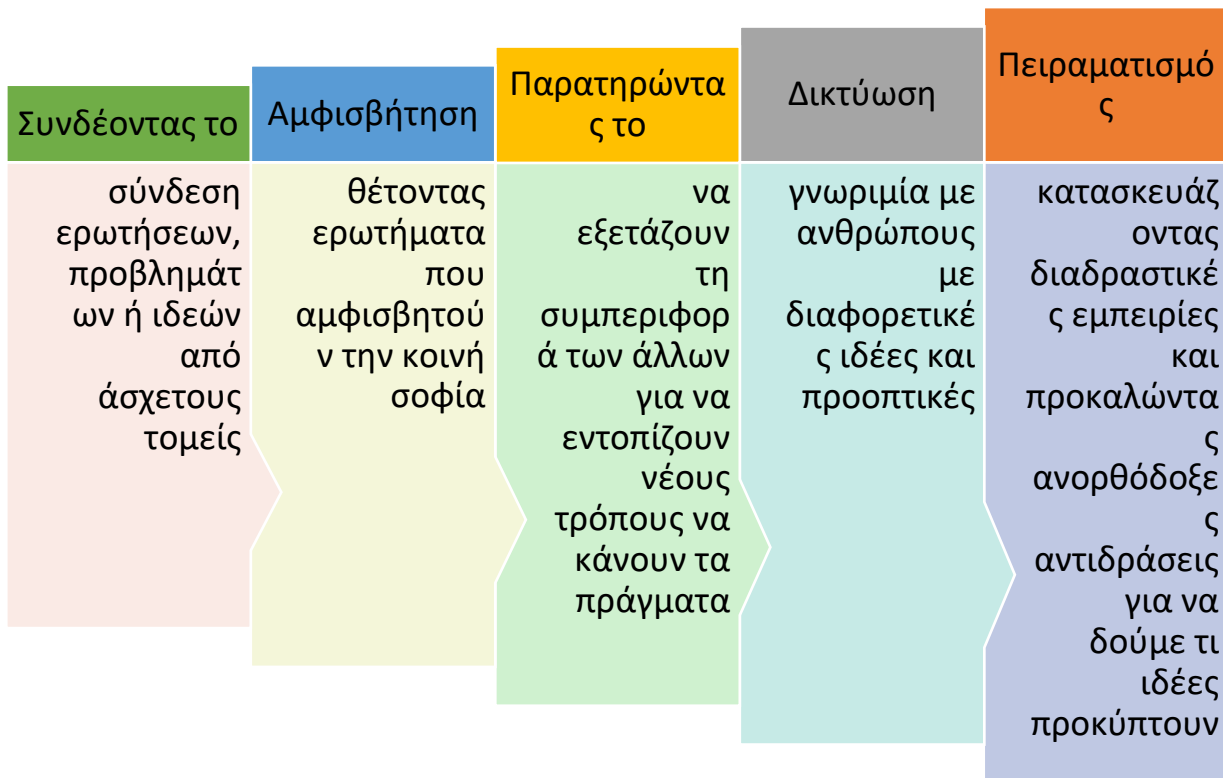 Συνδέοντας το
σύνδεση
ερωτήσεων,
προβλημάτ
ων ή ιδεών
από
άσχετους
τομείς
Αμφισβήτηση
θέτοντας
ερωτήματα
που
αμφισβητού
ν την κοινή
σοφία
Παρατηρώντα
ς το
να
εξετάζουν
τη
συμπεριφορ
ά των άλλων
για να
εντοπίζουν
νέους
τρόπους να
κάνουν τα
πράγματα
Δικτύωση
γνωριμία με
ανθρώπους
με
διαφορετικέ
ς ιδέες και
προοπτικές
Πειραματισμό
ς
κατασκευάζ
οντας
διαδραστικέ
ς εμπειρίες
και
προκαλώντα
ς
ανορθόδοξε
ς
αντιδράσεις
για να
δούμε τι
ιδέες
προκύπτουν